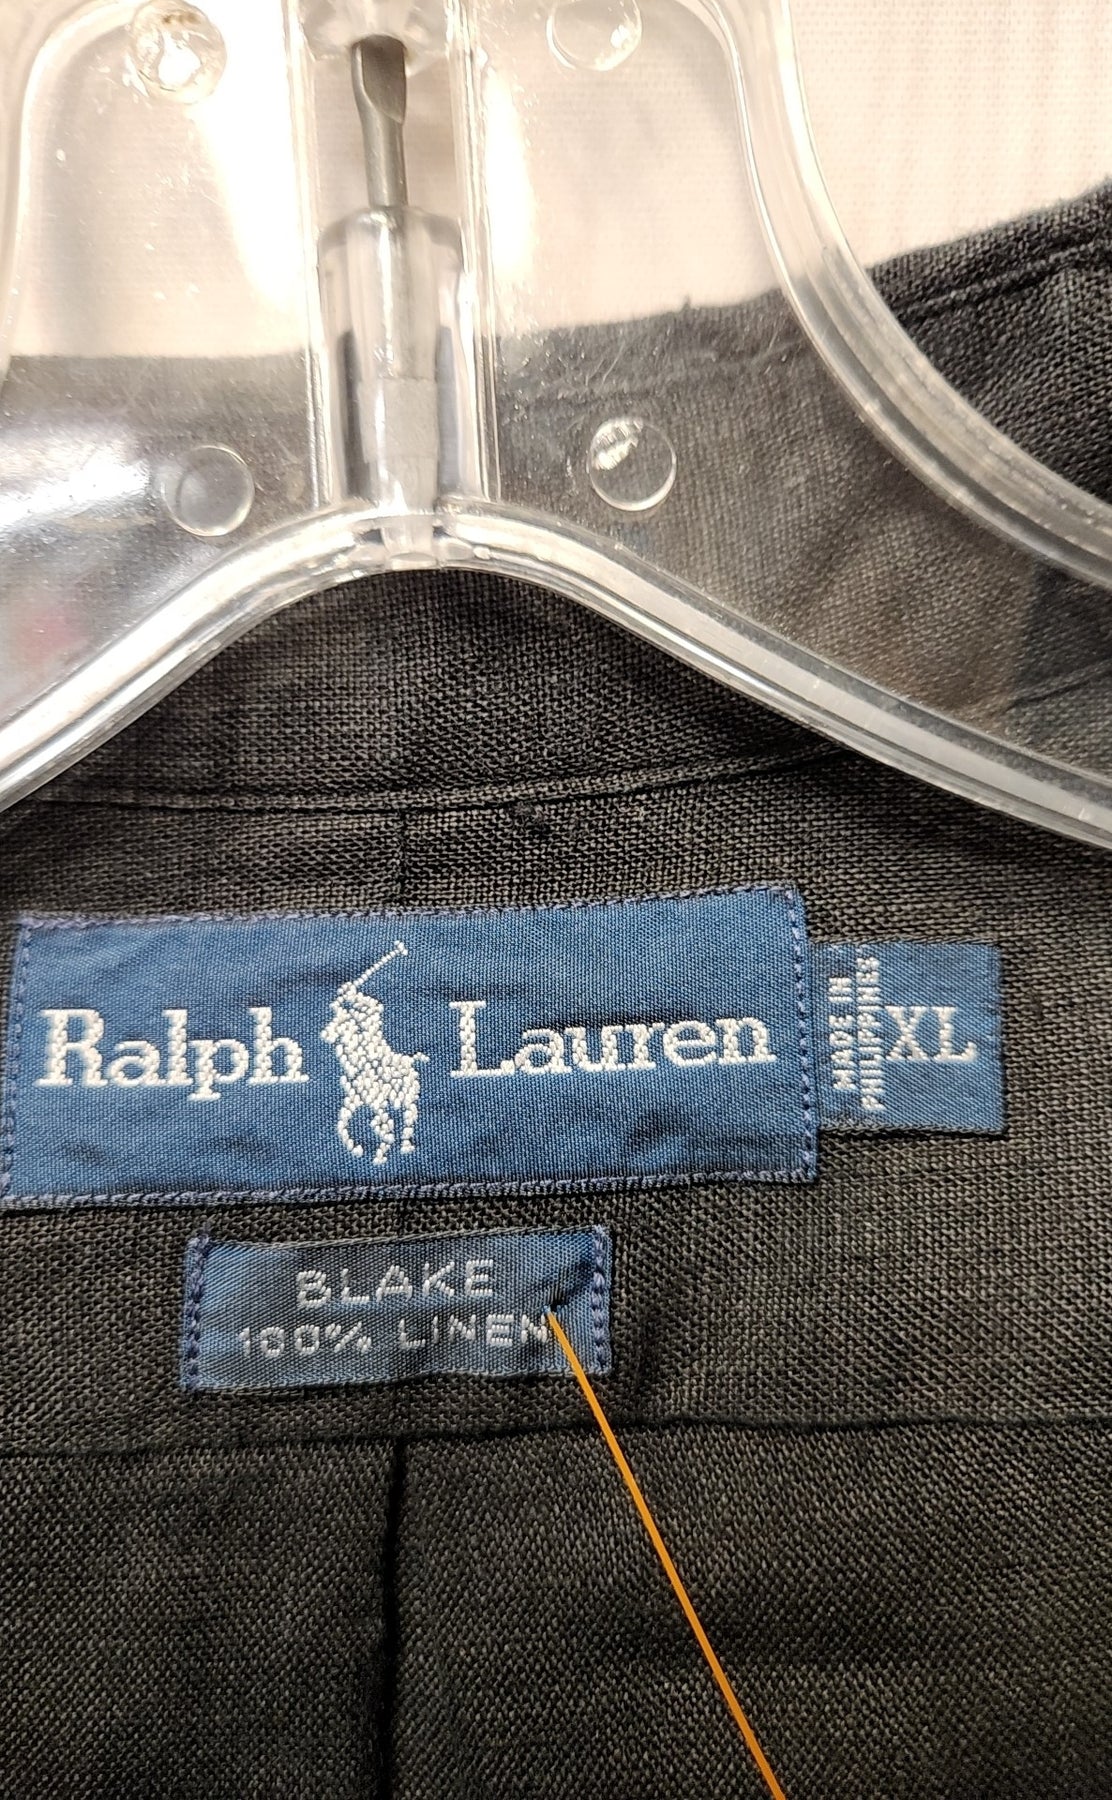 Ralph Lauren
MADE IN
PHILIPPINES
XL
BLAKE
100% LINEN